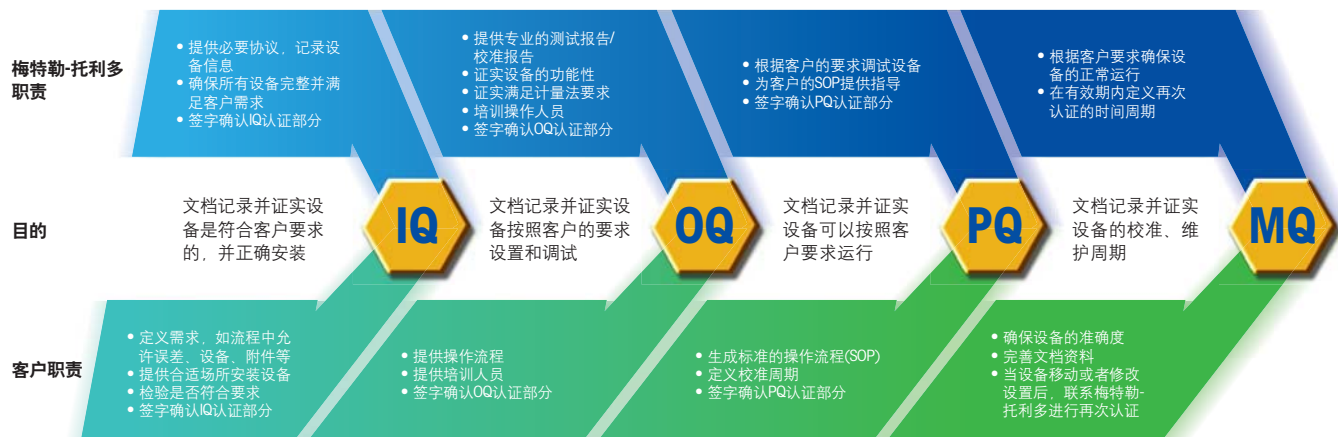 梅特勒-托利多
职责
• 提供必要协议，记录设
备信息
• 确保所有设备完整并满
足客户需求
• 签字确认IQ认证部分
• 提供专业的测试报告/
校准报告
• 证实设备的功能性
• 证实满足计量法要求
• 培训操作人员
• 签字确认OQ认证部分
• 根据客户的要求调试设备
• 为客户的SOP提供指导
• 签字确认PQ认证部分
• 根据客户要求确保设
备的正常运行
• 在有效期内定义再次
认证的时间周期
目的
文档记录并证实设
备是符合客户要求
的，并正确安装
IQ
文档记录并证实设
备按照客户的要求
设置和调试
OQ
文档记录并证实
设备可以按照客
户要求运行
PQ
文档记录并证实
设备的校准、维
护周期
MQ
客户职责
• 定义需求，如流程中允
许误差、设备、附件等
• 提供合适场所安装设备
• 检验是否符合要求
• 签字确认IQ认证部分
• 提供操作流程
• 提供培训人员
• 签字确认OQ认证部分
• 生成标准的操作流程(SOP)
• 定义校准周期
• 签字确认PQ认证部分
• 确保设备的准确度
• 完善文档资料
• 当设备移动或者修改
设置后，联系梅特勒-
托利多进行再次认证